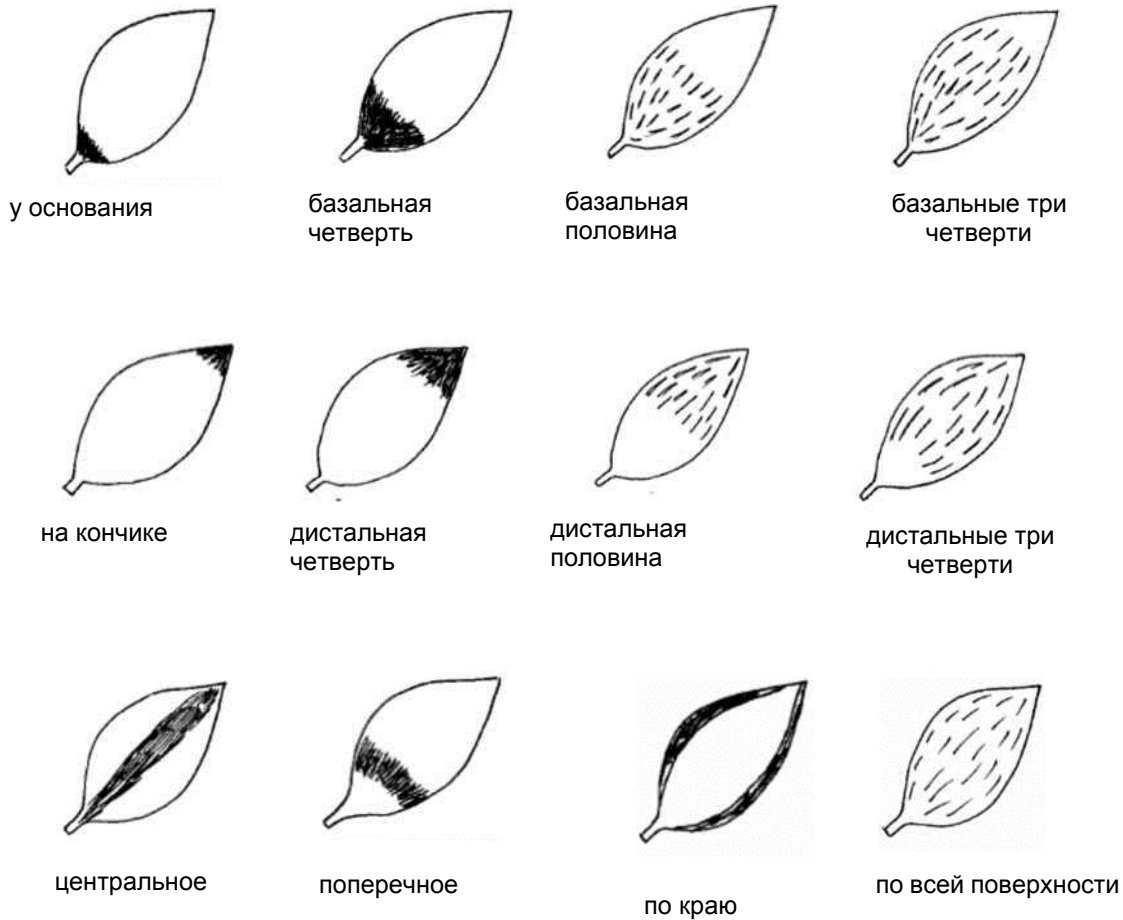 у основания
базальная
четверть
базальная
половина
базальные три
четверти
на кончике
дистальная
четверть
дистальная
половина
дистальные три
четверти
центральное
поперечное
по краю
по всей поверхности